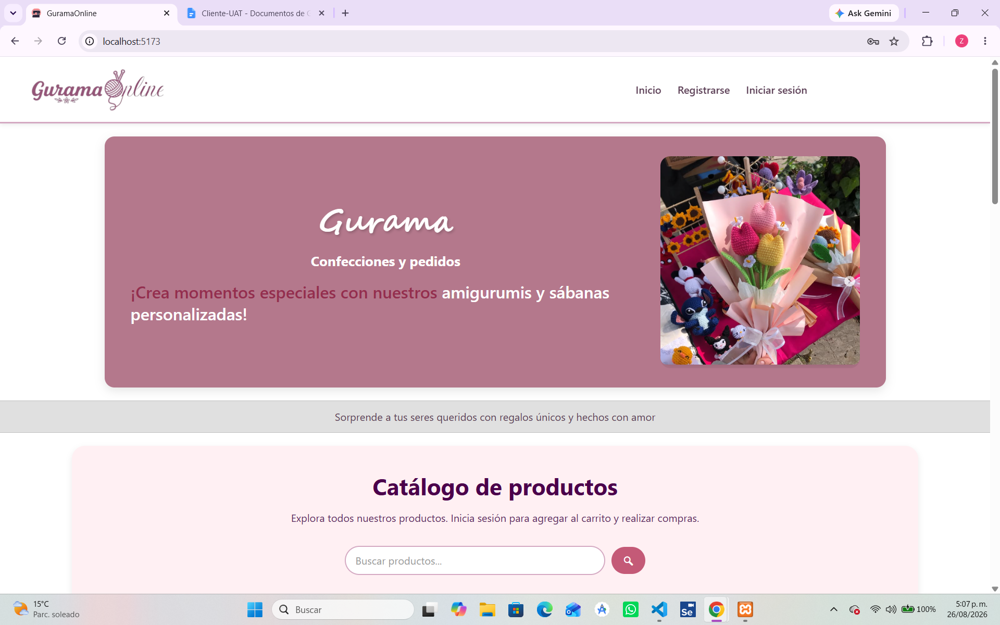 GuramaOnline
Cliente-UAT - Documentos de
Ask Gemini
localhost:5173
Z
Gurama Online
Inicio
Registrarse
Iniciar sesión
Gurama
Confecciones y pedidos
¡Crea momentos especiales con nuestros amigurumis y sábanas
personalizadas!
Sorprende a tus seres queridos con regalos únicos y hechos con amor
Catálogo de productos
Explora todos nuestros productos. Inicia sesión para agregar al carrito y realizar compras.
Buscar productos...
15°C
Parc. soleado
Buscar
Se
100%
5:07 p. m.
26/08/2026